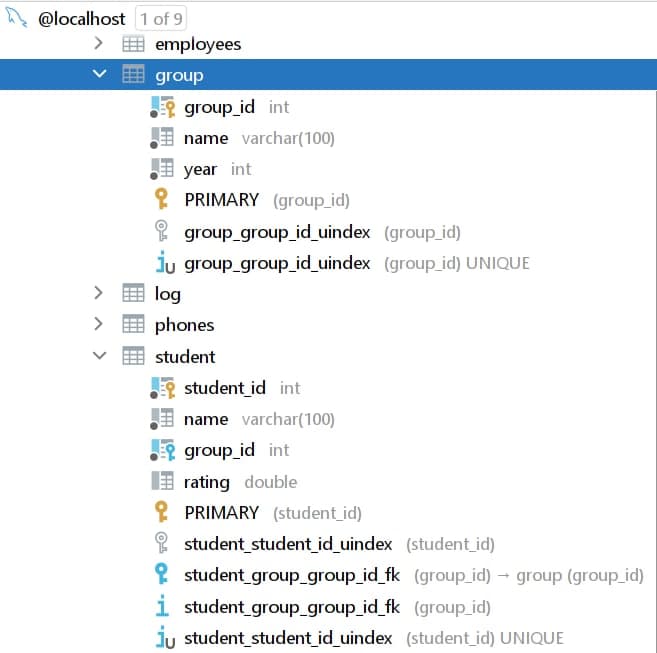 @localhost 1 of 9
employees
group
group_id int
name varchar(100)
year int
PRIMARY (group_id)
group_group_id_uindex (group_id)
group_group_id_uindex (group_id) UNIQUE
log
phones
student
student_id int
name varchar(100)
group_id int
rating double
PRIMARY (student_id)
student_student_id_uindex (student_id)
student_group_group_id_fk (group_id) → group (group_id)
student_group_group_id_fk (group_id)
student_student_id_uindex (student_id) UNIQUE